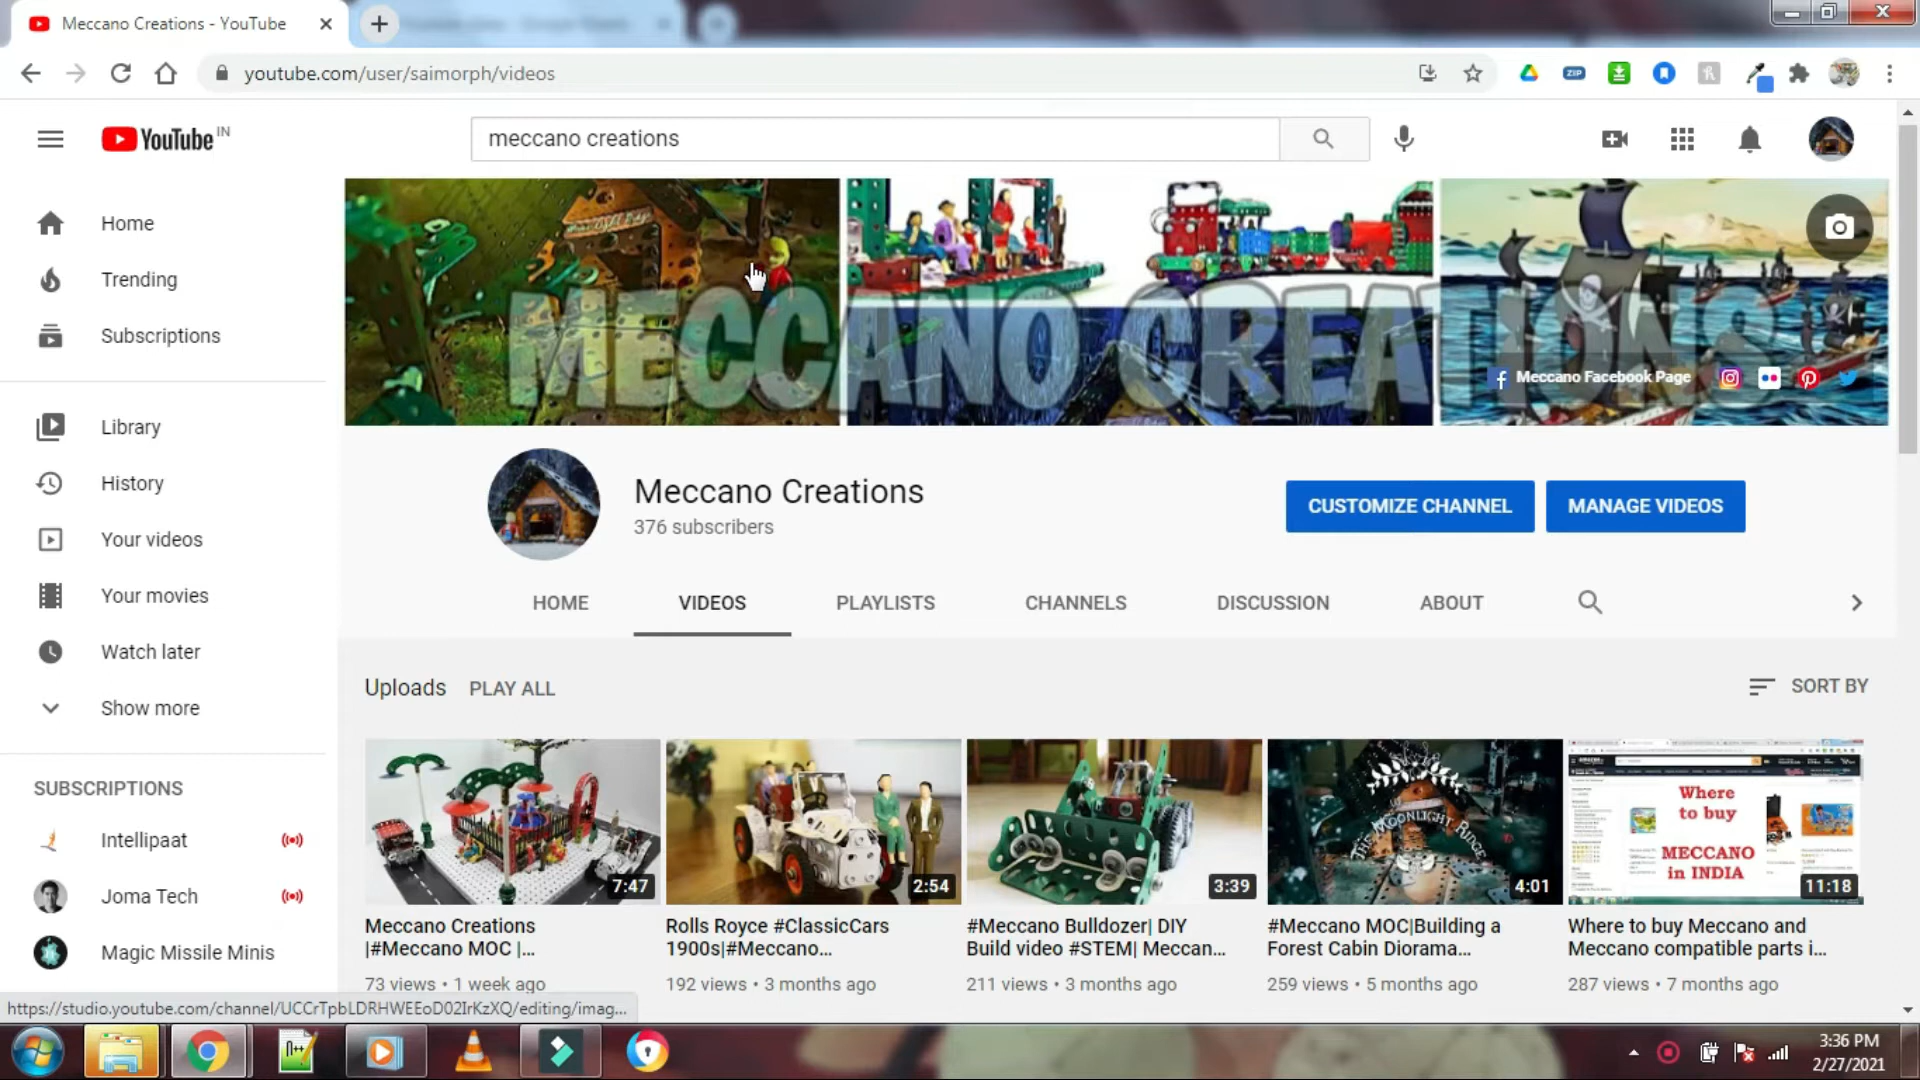 Meccano Creations - YouTube
youtube.com/user/saimorph/videos
ZIP
YouTube IN
meccano creations
Home
Trending
Subscriptions
MECCANO CREATIONS
Meccano Facebook Page
Library
History
Your videos
Your movies
Watch later
Show more
Meccano Creations
376 subscribers
CUSTOMIZE CHANNEL
MANAGE VIDEOS
HOME
VIDEOS
PLAYLISTS
CHANNELS
DISCUSSION
ABOUT
Uploads
PLAY ALL
SORT BY
SUBSCRIPTIONS
Intellipaat
Joma Tech
Magic Missile Minis
7:47
Meccano Creations
|#Meccano MOC |...
73 views • 1 week ago
2:54
Rolls Royce #ClassicCars
1900s|#Meccano...
192 views • 3 months ago
3:39
#Meccano Bulldozer| DIY
Build video #STEM| Meccan...
211 views • 3 months ago
THE MOONLIGHT RIDGE
4:01
#Meccano MOC|Building a
Forest Cabin Diorama...
259 views • 5 months ago
Where
to buy
MECCANO
in INDIA
11:18
Where to buy Meccano and
Meccano compatible parts i...
287 views • 7 months ago
https://studio.youtube.com/channel/UCCrTpbLDRHWEEoD02IrKzXQ/editing/imag...
3:36 PM
2/27/2021